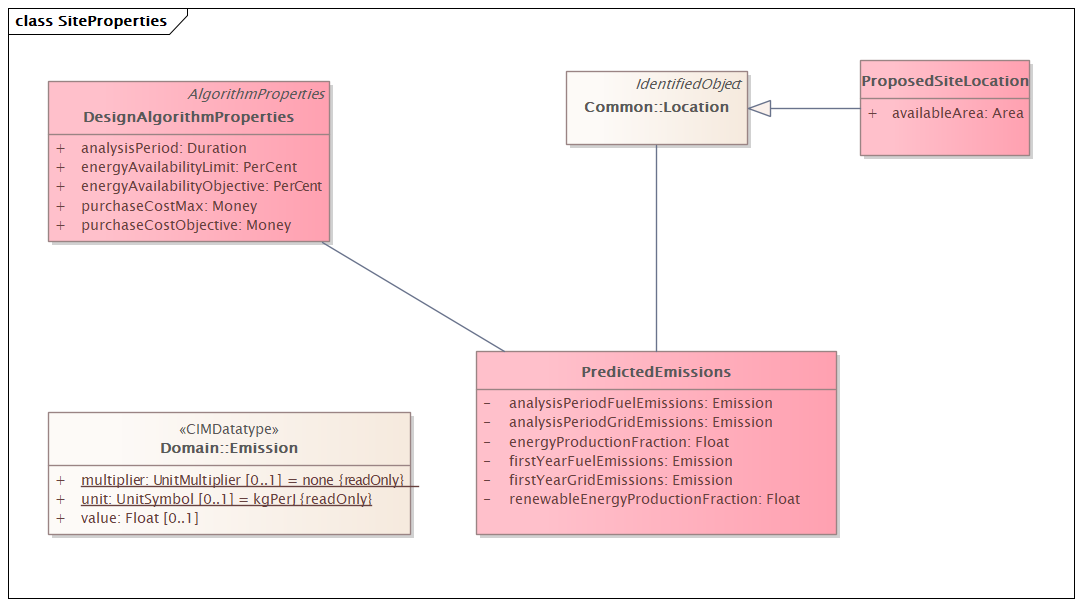 class SiteProperties
AlgorithmProperties
DesignAlgorithmProperties
+ analysisPeriod: Duration
+ energyAvailabilityLimit: PerCent
+ energyAvailabilityObjective: PerCent
+ purchaseCostMax: Money
+ purchaseCostObjective: Money
IdentifiedObject
Common::Location
ProposedSiteLocation
+ availableArea: Area
PredictedEmissions
- analysisPeriodFuelEmissions: Emission
- analysisPeriodGridEmissions: Emission
- energyProductionFraction: Float
- firstYearFuelEmissions: Emission
- firstYearGridEmissions: Emission
- renewableEnergyProductionFraction: Float
«CIMDatatype»
Domain::Emission
+ multiplier: UnitMultiplier [0..1] = none {readOnly}
+ unit: UnitSymbol [0..1] = kgPerJ {readOnly}
+ value: Float [0..1]